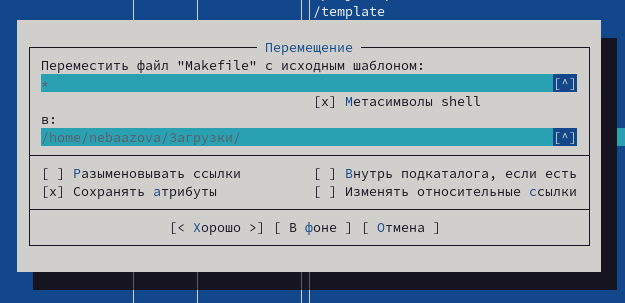 /template
Перемещение
Переместить файл "Makefile" с исходным шаблоном:
* [^]
[x] Метасимволы shell
в:
/home/nebaazova/Загрузки/ [^]
[ ] Разыменовывать ссылки [ ] Внутрь подкаталога, если есть
[x] Сохранять атрибуты [ ] Изменять относительные ссылки
[< Хорошо >] [ В фоне ] [ Отмена ]